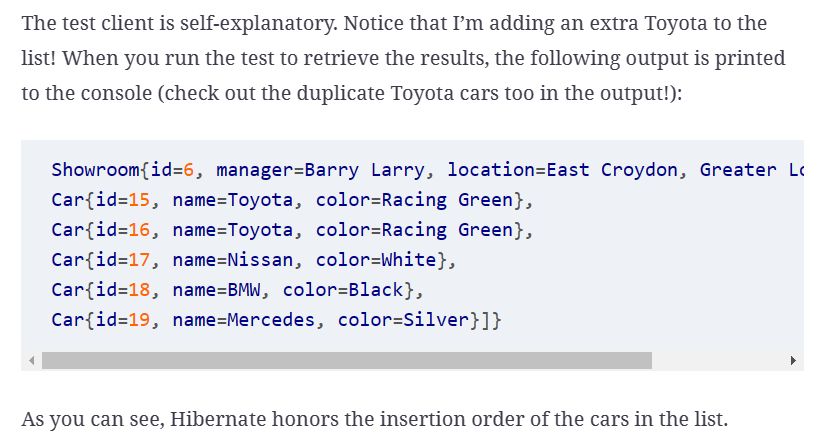 The test client is self-explanatory. Notice that I’m adding an extra Toyota to the
list! When you run the test to retrieve the results, the following output is printed
to the console (check out the duplicate Toyota cars too in the output!):
Showroom{id=6, manager=Barry Larry, location=East Croydon, Greater
Car{id=15, name=Toyota, color=Racing Green},
Car{id=16, name=Toyota, color=Racing Green},
Car{id=17, name=Nissan, color=White},
Car{id=18, name=BMW, color=Black},
Car{id=19, name=Mercedes, color=Silver}]}
As you can see, Hibernate honors the insertion order of the cars in the list.